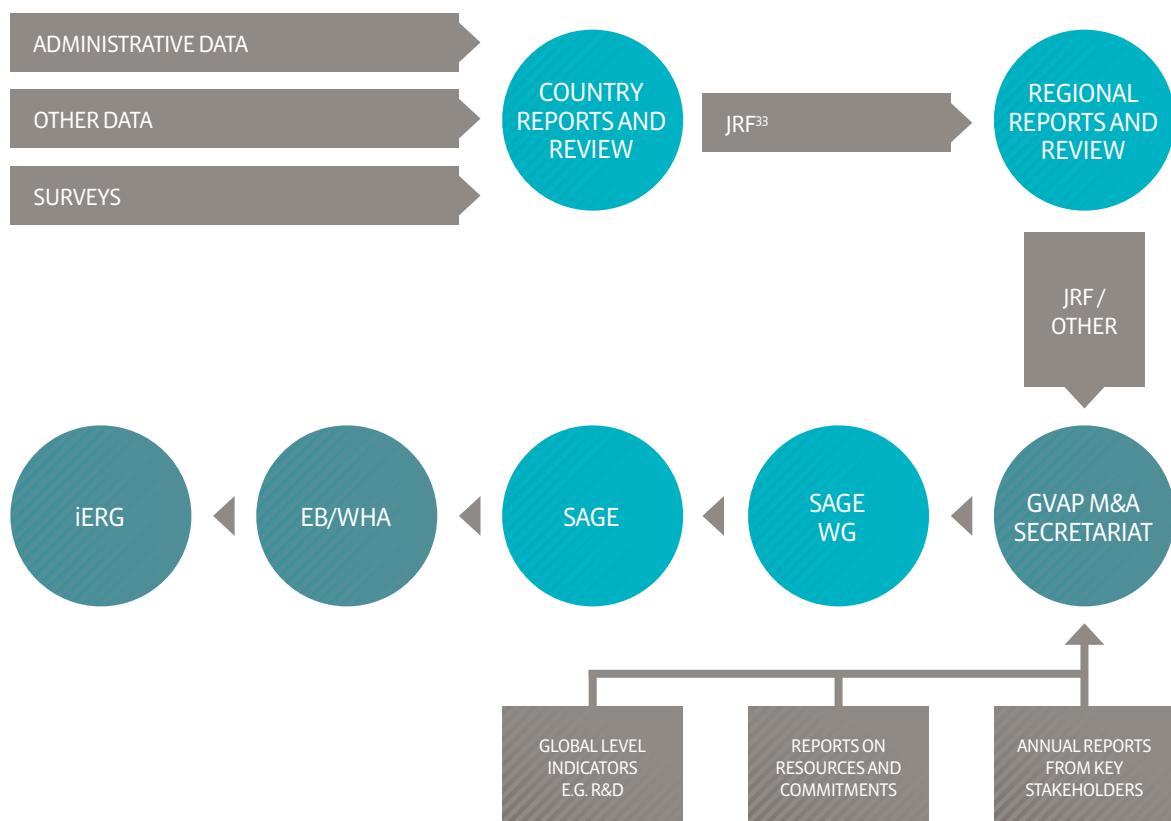 ADMINISTRATIVE DATA
OTHER DATA
SURVEYS
COUNTRY
REPORTS AND
REVIEW
JRF³³
REGIONAL
REPORTS AND
REVIEW
JRF /
OTHER
iERG
EB/WHA
SAGE
SAGE
WG
GVAP M&A
SECRETARIAT
GLOBAL LEVEL
INDICATORS
E.G. R&D
REPORTS ON
RESOURCES AND
COMMITMENTS
ANNUAL REPORTS
FROM KEY
STAKEHOLDERS